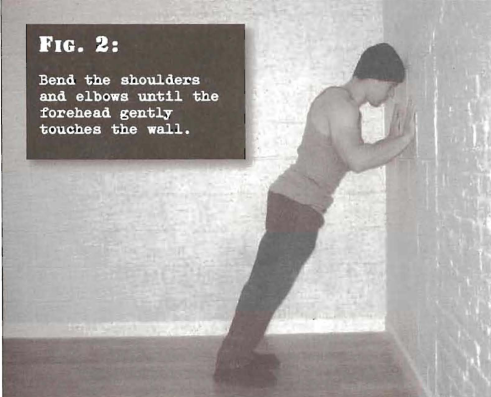 FIG. 2:
Bend the shoulders
and elbows until the
forehead gently
touches the wall.